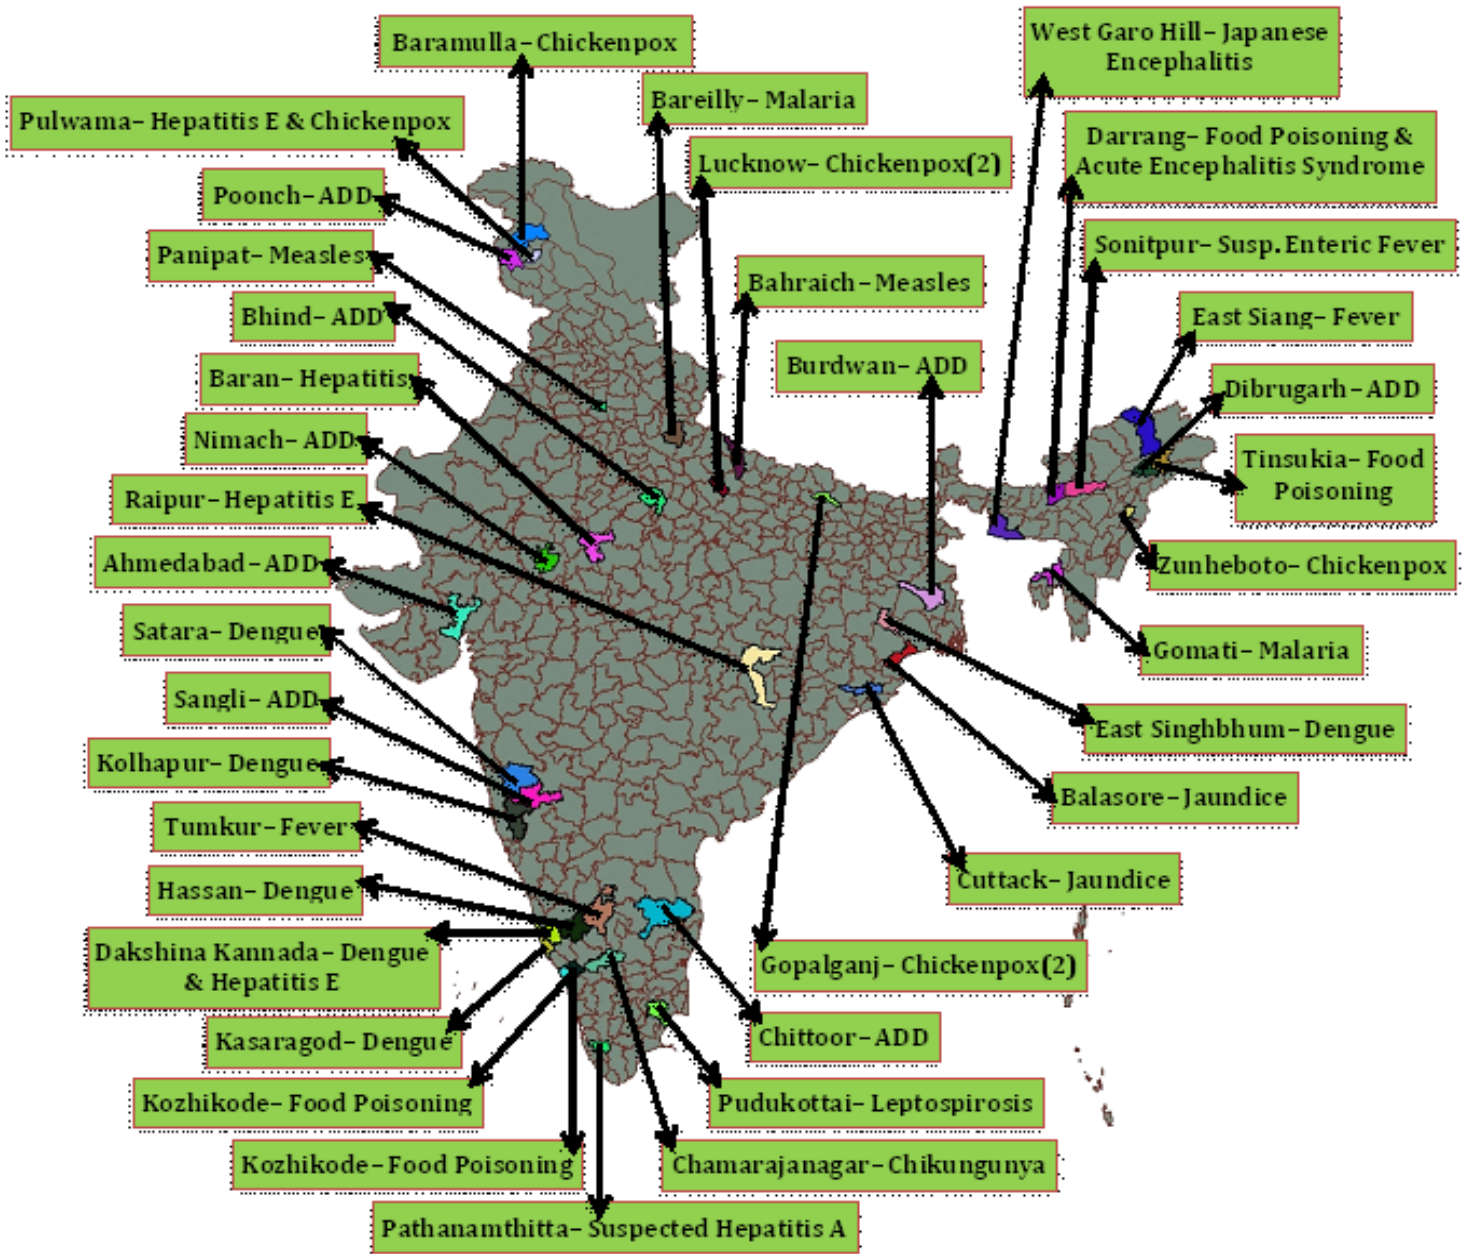 Baramulla–Chickenpox
Pulwama– Hepatitis E & Chickenpox
Poonch–ADD
Panipat– Measles
Bhind– ADD
Baran– Hepatitis
Nimach– ADD
Raipur–Hepatitis E
Ahmedabad–ADD
Satara– Dengue
Sangli– ADD
Kolhapur– Dengue
Tumkur–Fever
Hassan– Dengue
Dakshina Kannada– Dengue
& Hepatitis E
Kasaragod– Dengue
Kozhikode– Food Poisoning
Kozhikode–Food Poisoning
Pathanamthitta– Suspected Hepatitis A
Bareilly– Malaria
Lucknow– Chickenpox(2)
Bahraich–Measles
Burdwan– ADD
West Garo Hill– Japanese
Encephalitis
Darrang– Food Poisoning &
Acute Encephalitis Syndrome
Sonitpur– Susp. Enteric Fever
East Siang– Fever
Dibrugarh–ADD
Tinsukia– Food
Poisoning
Zunheboto– Chickenpox
Gomati– Malaria
East Singhbhum–Dengue
Balasore–Jaundice
Cuttack–Jaundice
Gopalganj– Chickenpox(2)
Chittoor–ADD
Pudukottai– Leptospirosis
Chamarajanagar–Chikungunya